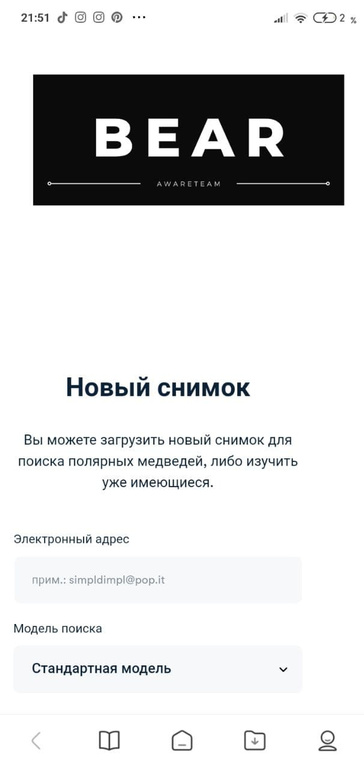 21:51
2 %
BEAR
AWARETEAM
Новый снимок
Вы можете загрузить новый снимок для
поиска полярных медведей, либо изучить
уже имеющиеся.
Электронный адрес
прим.: simpldimpl@pop.it
Модель поиска
Стандартная модель